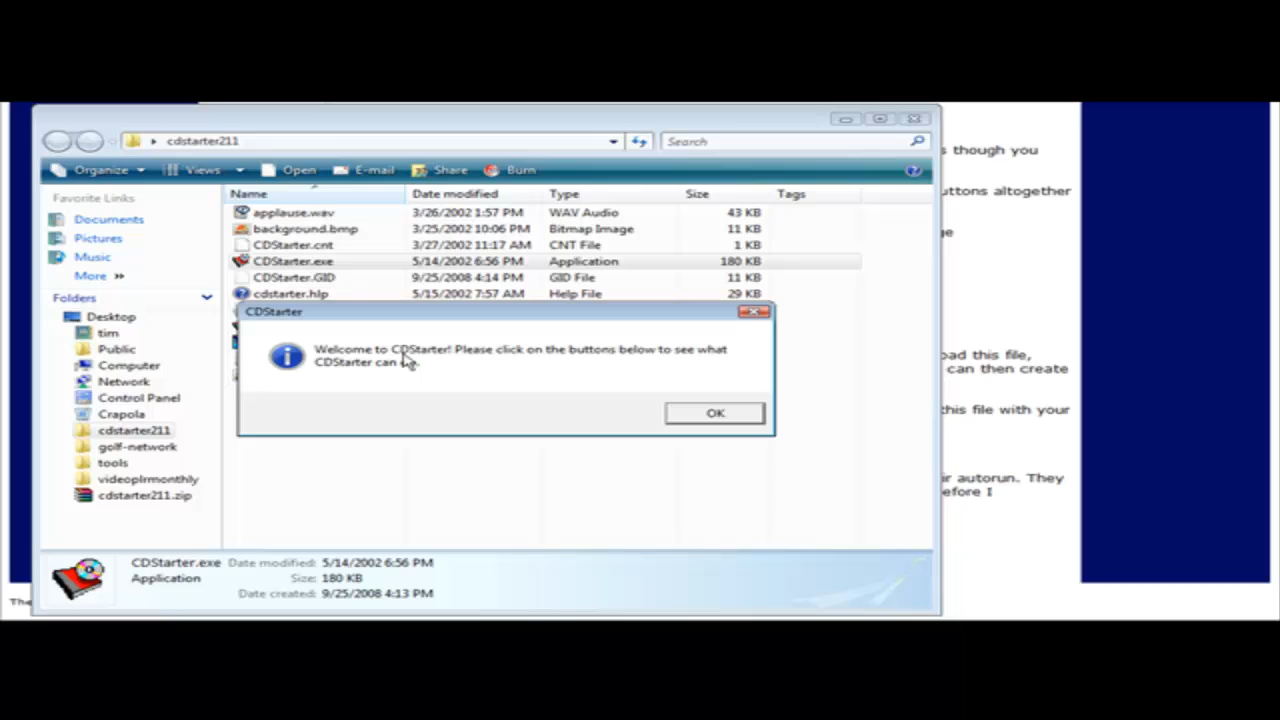 cdstarter211
Search
Organize Views Open E-mail Share Burn
Favorite Links
Documents
Pictures
Music
More »
Folders
Desktop
tim
Public
Computer
Network
Control Panel
Crapola
cdstarter211
golf-network
tools
videoplrmonthly
cdstarter211.zip
Name Date modified Type Size Tags
applause.wav 3/26/2002 1:57 PM WAV Audio 43 KB
background.bmp 3/25/2002 10:06 PM Bitmap Image 11 KB
CDStarter.cnt 3/27/2002 11:17 AM CNT File 1 KB
CDStarter.exe 5/14/2002 6:56 PM Application 180 KB
CDStarter.GID 9/25/2008 4:14 PM GID File 11 KB
cdstarter.hlp 5/15/2002 7:57 AM Help File 29 KB
CDStarter
Welcome to CDStarter! Please click on the buttons below to see what
CDStarter can
OK
CDStarter.exe Date modified: 5/14/2002 6:56 PM
Application Size: 180 KB
Date created: 9/25/2008 4:13 PM
though you
altogether
this file,
can then create
this file with your
autorun. They
I